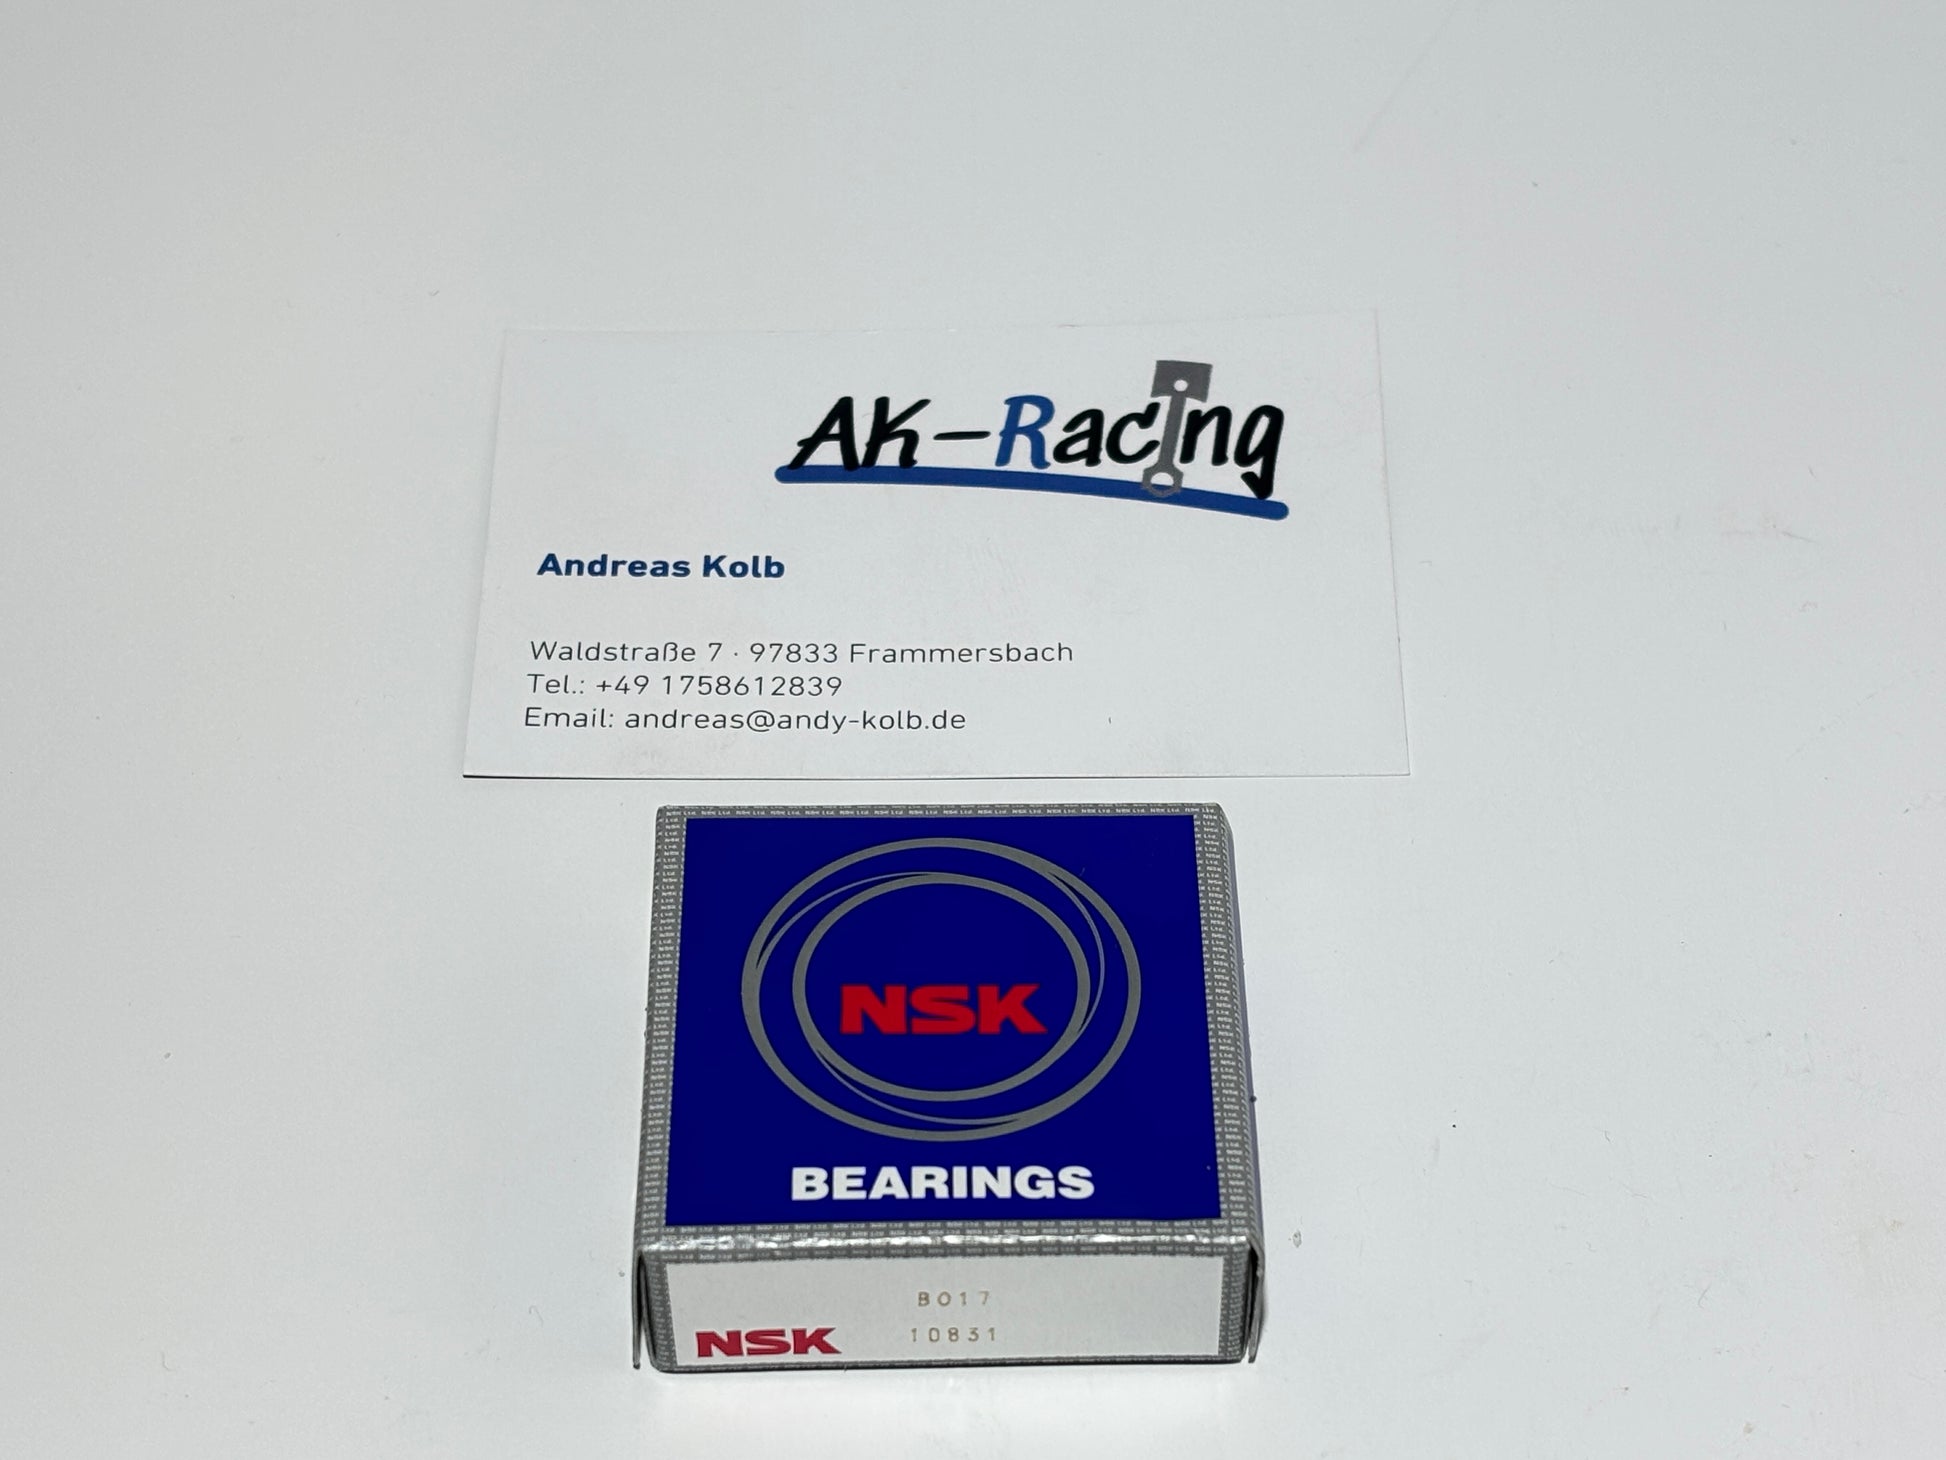 AK-Racing
Andreas Kolb
Waldstraße 7 · 97833 Frammersbach
Tel.: +49 1758612839
Email: andreas@andy-kolb.de
NSK
BEARINGS
B017
NSK
10831